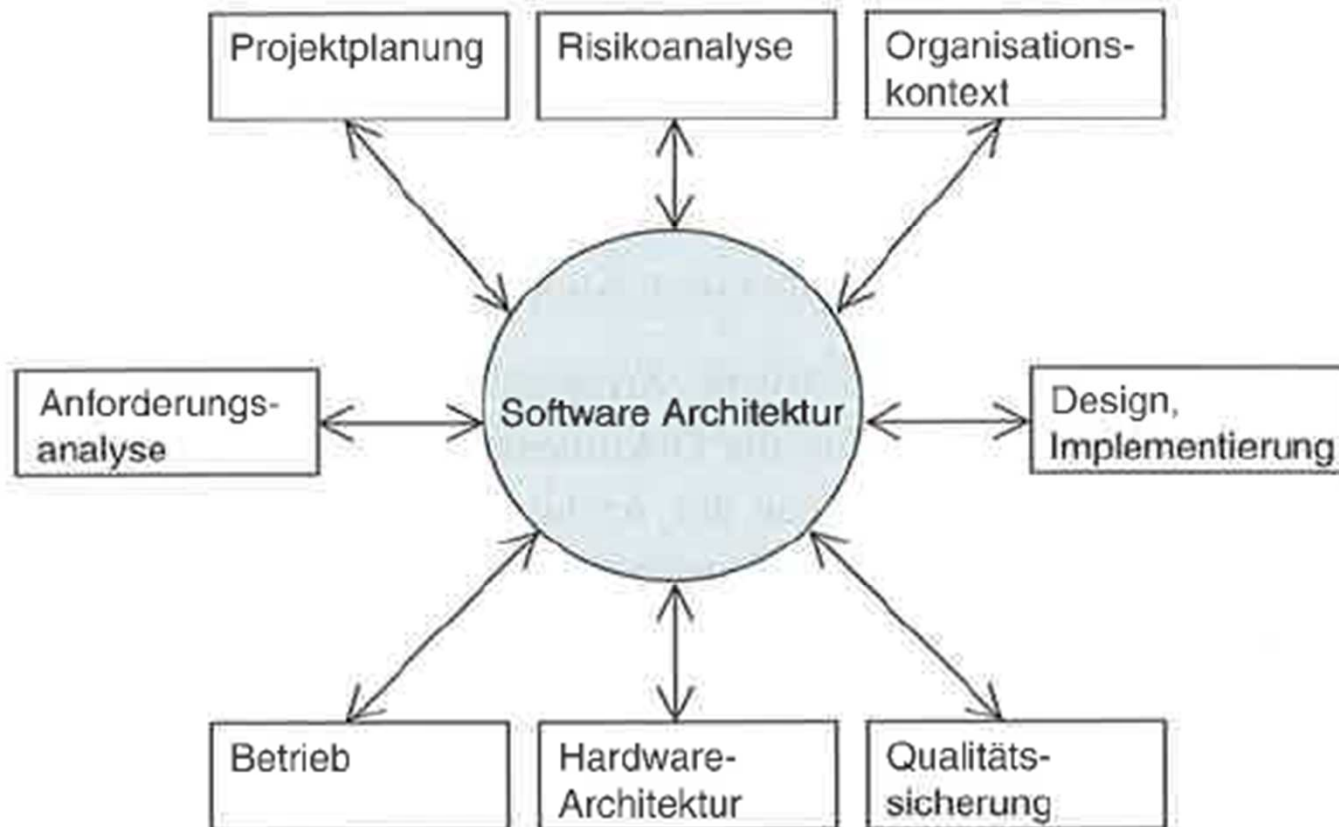 Projektplanung
Risikoanalyse
Organisations-
kontext
Anforderungs-
analyse
Software Architektur
Design,
Implementierung
Betrieb
Hardware-
Architektur
Qualitäts-
sicherung